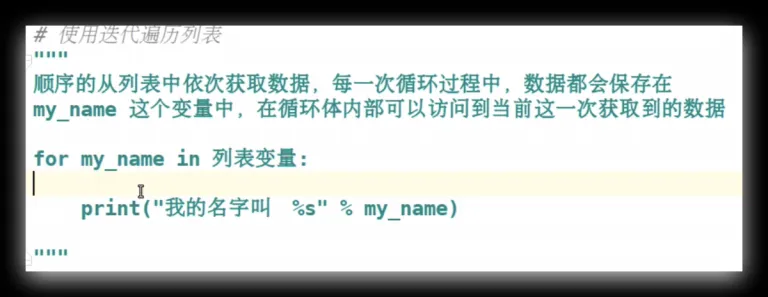 # 使用迭代遍历列表
"""
顺序的从列表中依次获取数据，每一次循环过程中，数据都会保存在
my_name 这个变量中，在循环体内部可以访问到当前这一次获取到的数据
for my_name in 列表变量：
print("我的名字叫 %s" % my_name)
"""